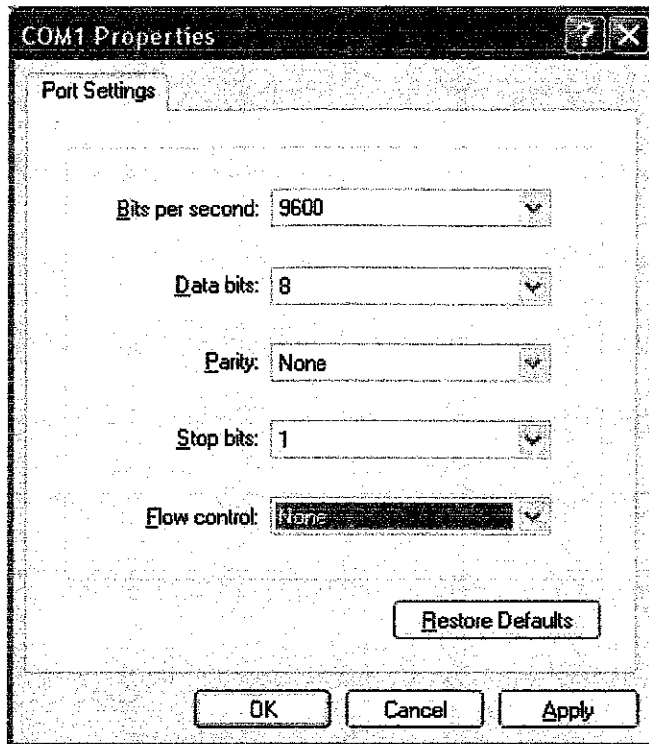 COM1 Properties
Port Settings
Bits per second: 9600
Data bits: 8
Parity: None
Stop bits: 1
Flow control: None
Restore Defaults
OK Cancel Apply